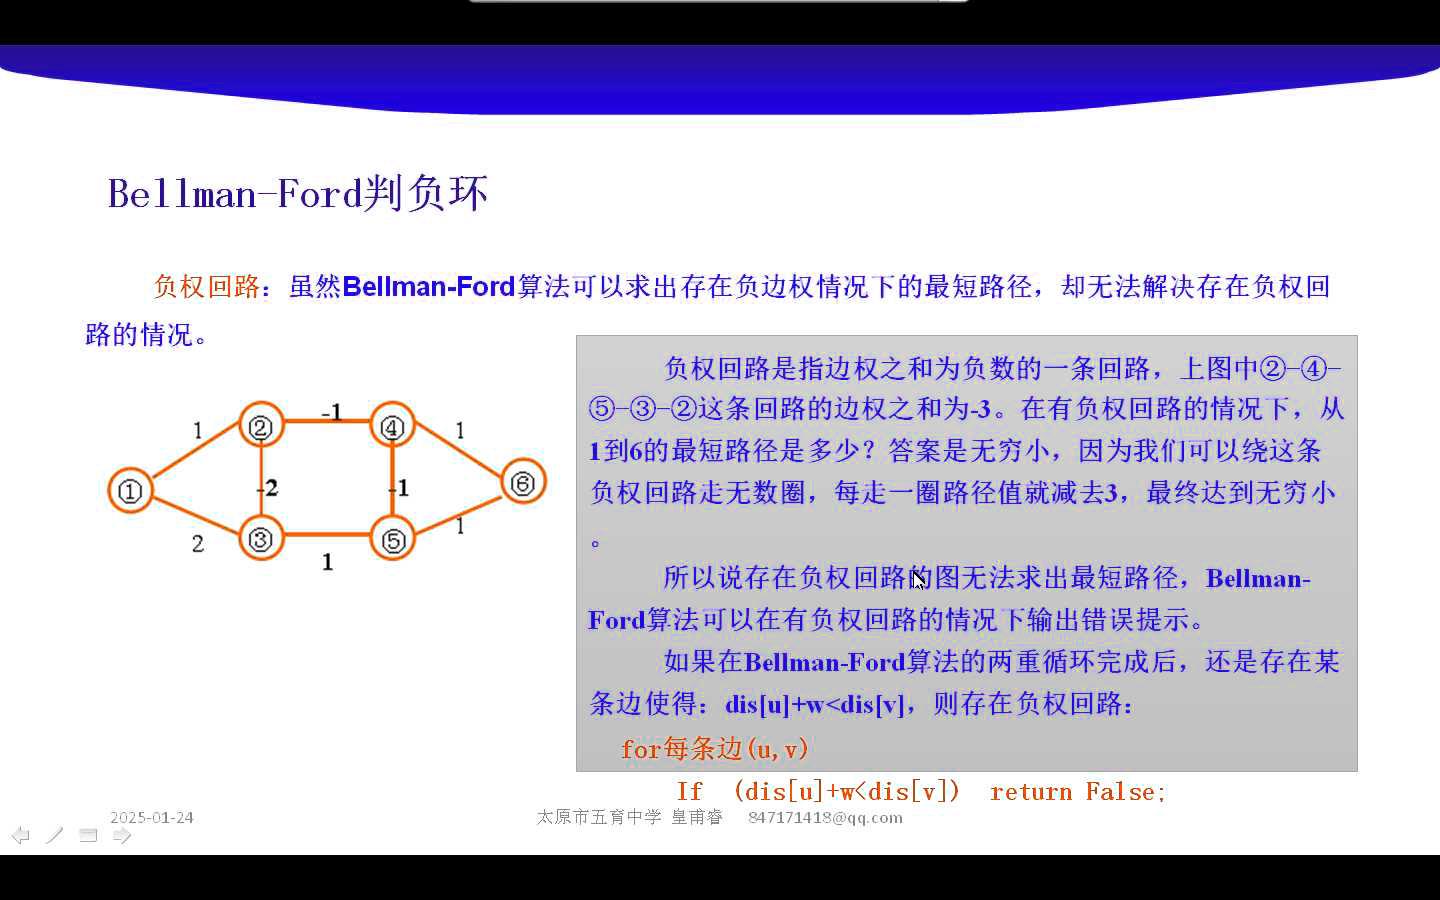 Bellman-Ford判负环
负权回路：虽然Bellman-Ford算法可以求出存在负边权情况下的最短路径，却无法解决存在负权回
路的情况。
负权回路是指边权之和为负数的一条回路，上图中②-④-
⑤-③-②这条回路的边权之和为-3。在有负权回路的情况下，从
1到6的最短路径是多少？答案是无穷小，因为我们可以绕这条
负权回路走无数圈，每走一圈路径值就减去3，最终达到无穷小
。
所以说存在负权回路的图无法求出最短路径，Bellman-
Ford算法可以在有负权回路的情况下输出错误提示。
如果在Bellman-Ford算法的两重循环完成后，还是存在某
条边使得：dis[u]+w<dis[v]，则存在负权回路：
for每条边(u,v)
If (dis[u]+w<dis[v]) return False;
-1
1
②
④
1
①
-2
-1
⑥
2
③
⑤
1
1
2025-01-24
太原市五育中学 皇甫睿 847171418@qq.com